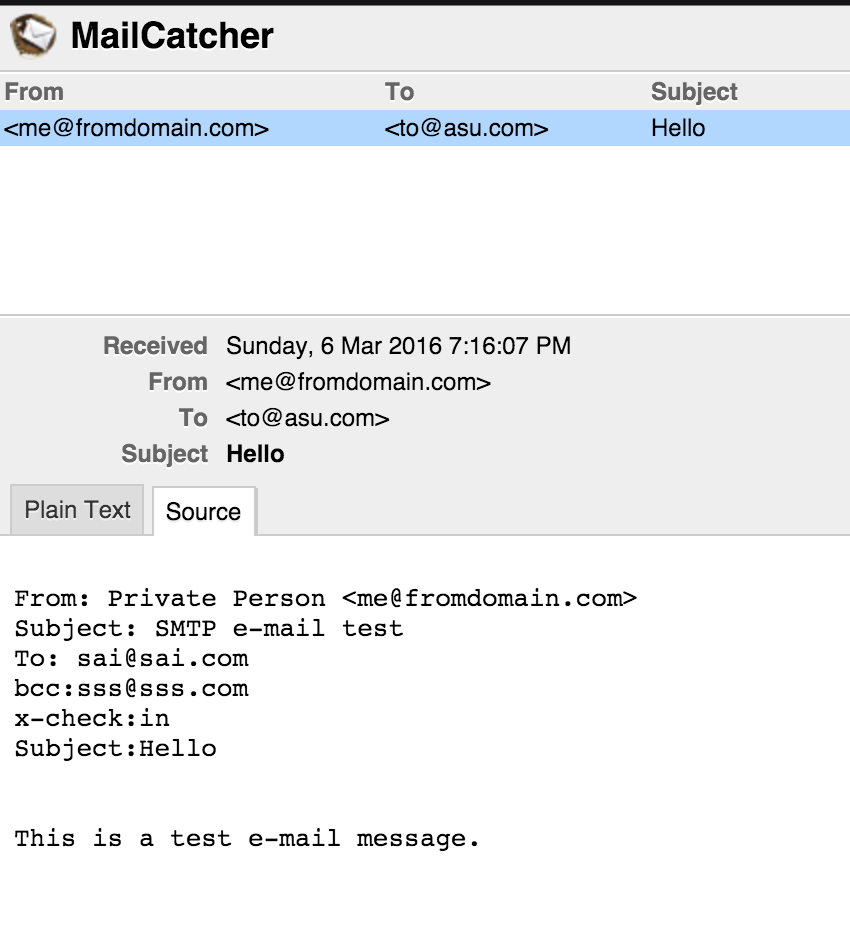 MailCatcher
From To Subject
<me@fromdomain.com> <to@asu.com> Hello
Received Sunday, 6 Mar 2016 7:16:07 PM
From <me@fromdomain.com>
To <to@asu.com>
Subject Hello
Plain Text Source
From: Private Person <me@fromdomain.com>
Subject: SMTP e-mail test
To: sai@sai.com
bcc:sss@sss.com
x-check:in
Subject:Hello
This is a test e-mail message.